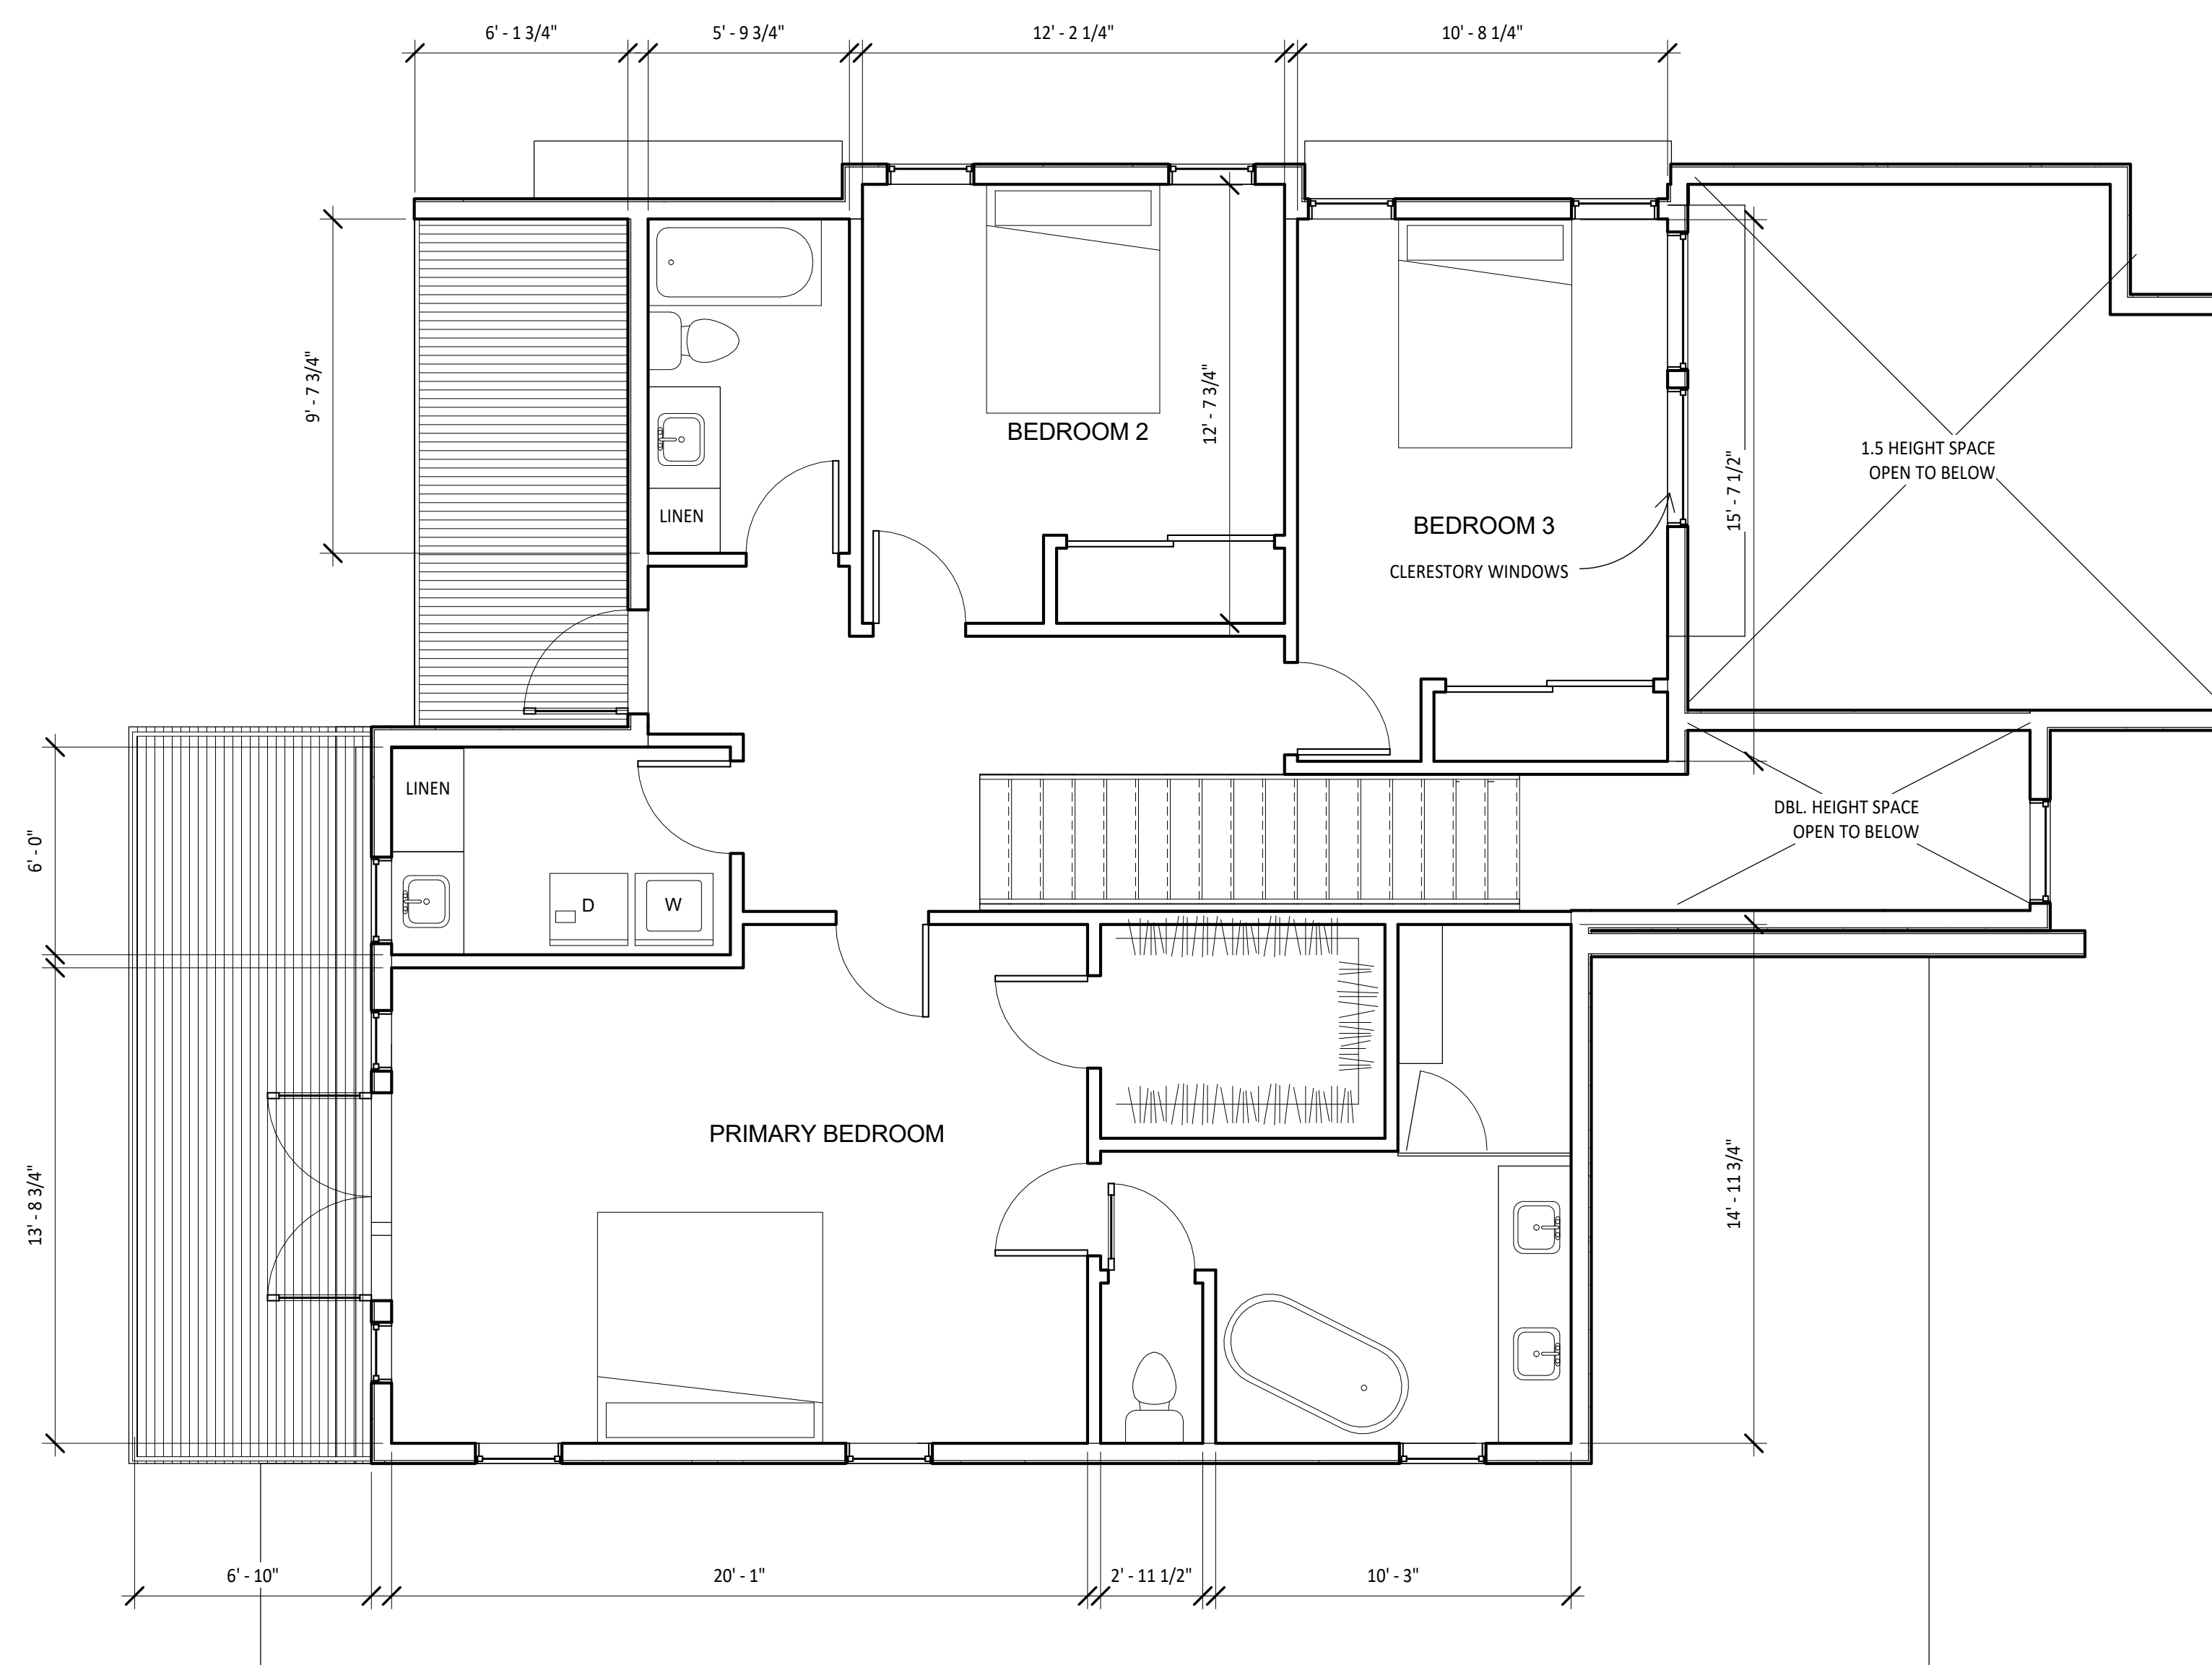 6' - 1 3/4"
5' - 9 3/4"
12' - 2 1/4"
10' - 8 1/4"
9' - 7 3/4"
12' - 7 3/4"
BEDROOM 2
1.5 HEIGHT SPACE
OPEN TO BELOW
15' - 7 1/2"
LINEN
BEDROOM 3
CLERESTORY WINDOWS
LINEN
6' - 0"
DBL. HEIGHT SPACE
OPEN TO BELOW
D
W
PRIMARY BEDROOM
13' - 8 3/4"
14' - 11 3/4"
6' - 10"
20' - 1"
2' - 11 1/2"
10' - 3"